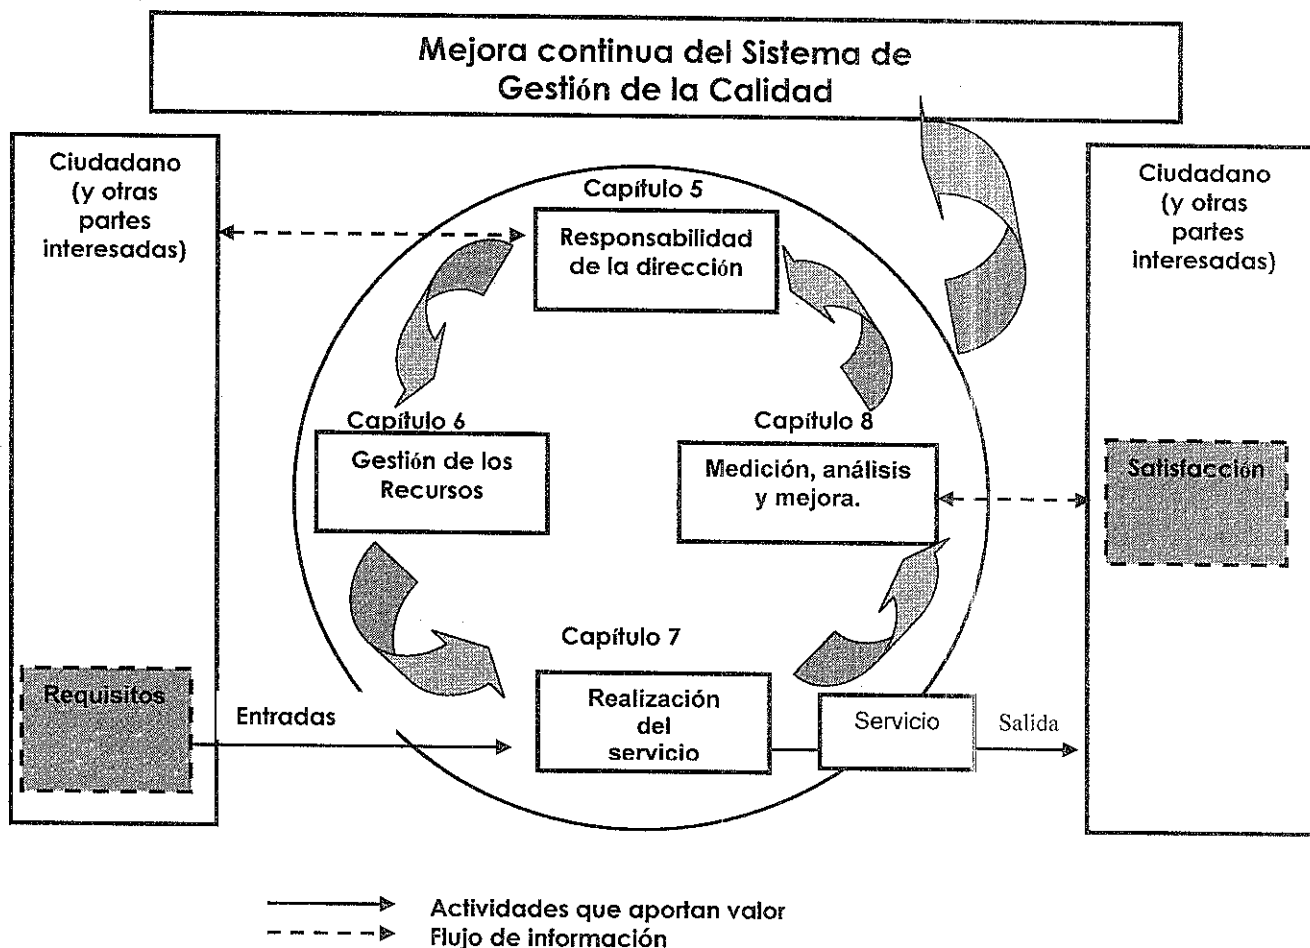 Mejora continua del Sistema de
Gestión de la Calidad
Ciudadano
(y otras
partes
interesadas)
Capítulo 5
Responsabilidad
de la dirección
Ciudadano
(y otras
partes
interesadas)
Capítulo 6
Gestión de los
Recursos
Capítulo 8
Medición, análisis
y mejora.
Satisfacción
Capítulo 7
Realización
del
servicio
Requisitos
Entradas
Servicio
Salida
Actividades que aportan valor
Flujo de información